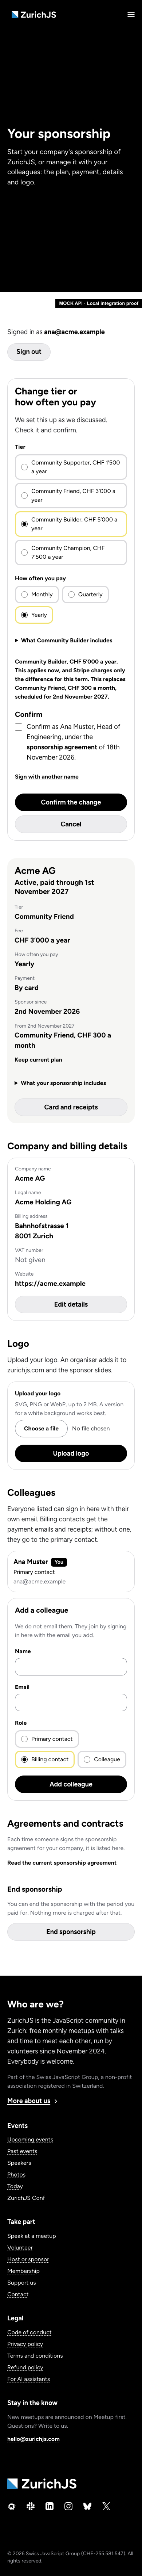 ZurichJS
Your sponsorship
Start your company's sponsorship of
ZurichJS, or manage it with your
colleagues: the plan, payment, details
and logo.
MOCK API · Local integration proof
Signed in as ana@acme.example
Sign out
Change tier or
how often you pay
We set this up as we discussed.
Check it and confirm.
Tier
Community Supporter, CHF 1'500
a year
Community Friend, CHF 3'000 a
year
Community Builder, CHF 5'000 a
year
Community Champion, CHF
7'500 a year
How often you pay
Monthly
Quarterly
Yearly
What Community Builder includes
Community Builder, CHF 5'000 a year.
This applies now, and Stripe charges only
the difference for this term. This replaces
Community Friend, CHF 300 a month,
scheduled for 2nd November 2027.
Confirm
Confirm as Ana Muster, Head of
Engineering, under the
sponsorship agreement of 18th
November 2026.
Sign with another name
Confirm the change
Cancel
Acme AG
Active, paid through 1st
November 2027
Tier
Community Friend
Fee
CHF 3'000 a year
How often you pay
Yearly
Payment
By card
Sponsor since
2nd November 2026
From 2nd November 2027
Community Friend, CHF 300 a
month
Keep current plan
What your sponsorship includes
Card and receipts
Company and billing details
Company name
Acme AG
Legal name
Acme Holding AG
Billing address
Bahnhofstrasse 1
8001 Zurich
VAT number
Not given
Website
https://acme.example
Edit details
Logo
Upload your logo. An organiser adds it to
zurichjs.com and the sponsor slides.
Upload your logo
SVG, PNG or WebP, up to 2 MB. A version
for a white background works best.
Choose a file
No file chosen
Upload logo
Colleagues
Everyone listed can sign in here with their
own email. Billing contacts get the
payment emails and receipts; without one,
they go to the primary contact.
Ana Muster You
Primary contact
ana@acme.example
Add a colleague
We do not email them. They join by signing
in here with the email you add.
Name
Email
Role
Primary contact
Billing contact
Colleague
Add colleague
Agreements and contracts
Each time someone signs the sponsorship
agreement for your company, it is listed here.
Read the current sponsorship agreement
End sponsorship
You can end the sponsorship with the period you
paid for. Nothing more is charged after that.
End sponsorship
Who are we?
ZurichJS is the JavaScript community in
Zurich: free monthly meetups with talks
and time to meet each other, run by
volunteers since November 2024.
Everybody is welcome.
Part of the Swiss JavaScript Group, a non-profit
association registered in Switzerland.
More about us
Events
Upcoming events
Past events
Speakers
Photos
Today
ZurichJS Conf
Take part
Speak at a meetup
Volunteer
Host or sponsor
Membership
Support us
Contact
Legal
Code of conduct
Privacy policy
Terms and conditions
Refund policy
For AI assistants
Stay in the know
New meetups are announced on Meetup first.
Questions? Write to us.
hello@zurichjs.com
ZurichJS
© 2026 Swiss JavaScript Group (CHE-255.581.547). All
rights reserved.